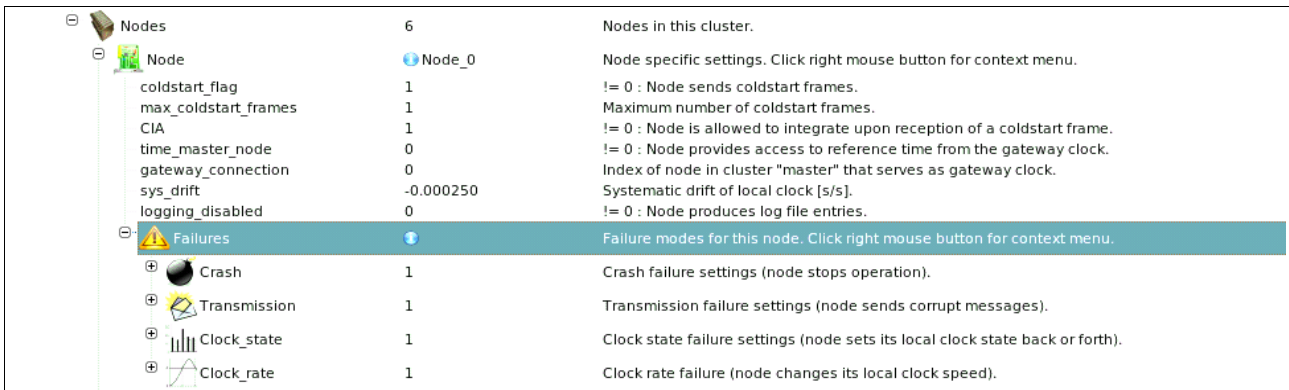 Nodes 6 Nodes in this cluster.
Node Node_0 Node specific settings. Click right mouse button for context menu.
coldstart_flag 1 != 0 : Node sends coldstart frames.
max_coldstart_frames 1 Maximum number of coldstart frames.
CIA 1 != 0 : Node is allowed to integrate upon reception of a coldstart frame.
time_master_node 0 != 0 : Node provides access to reference time from the gateway clock.
gateway_connection 0 Index of node in cluster "master" that serves as gateway clock.
sys_drift -0.000250 Systematic drift of local clock [s/s].
logging_disabled 0 != 0 : Node produces log file entries.
Failures Failure modes for this node. Click right mouse button for context menu.
Crash 1 Crash failure settings (node stops operation).
Transmission 1 Transmission failure settings (node sends corrupt messages).
Clock_state 1 Clock state failure settings (node sets its local clock state back or forth).
Clock_rate 1 Clock rate failure (node changes its local clock speed).